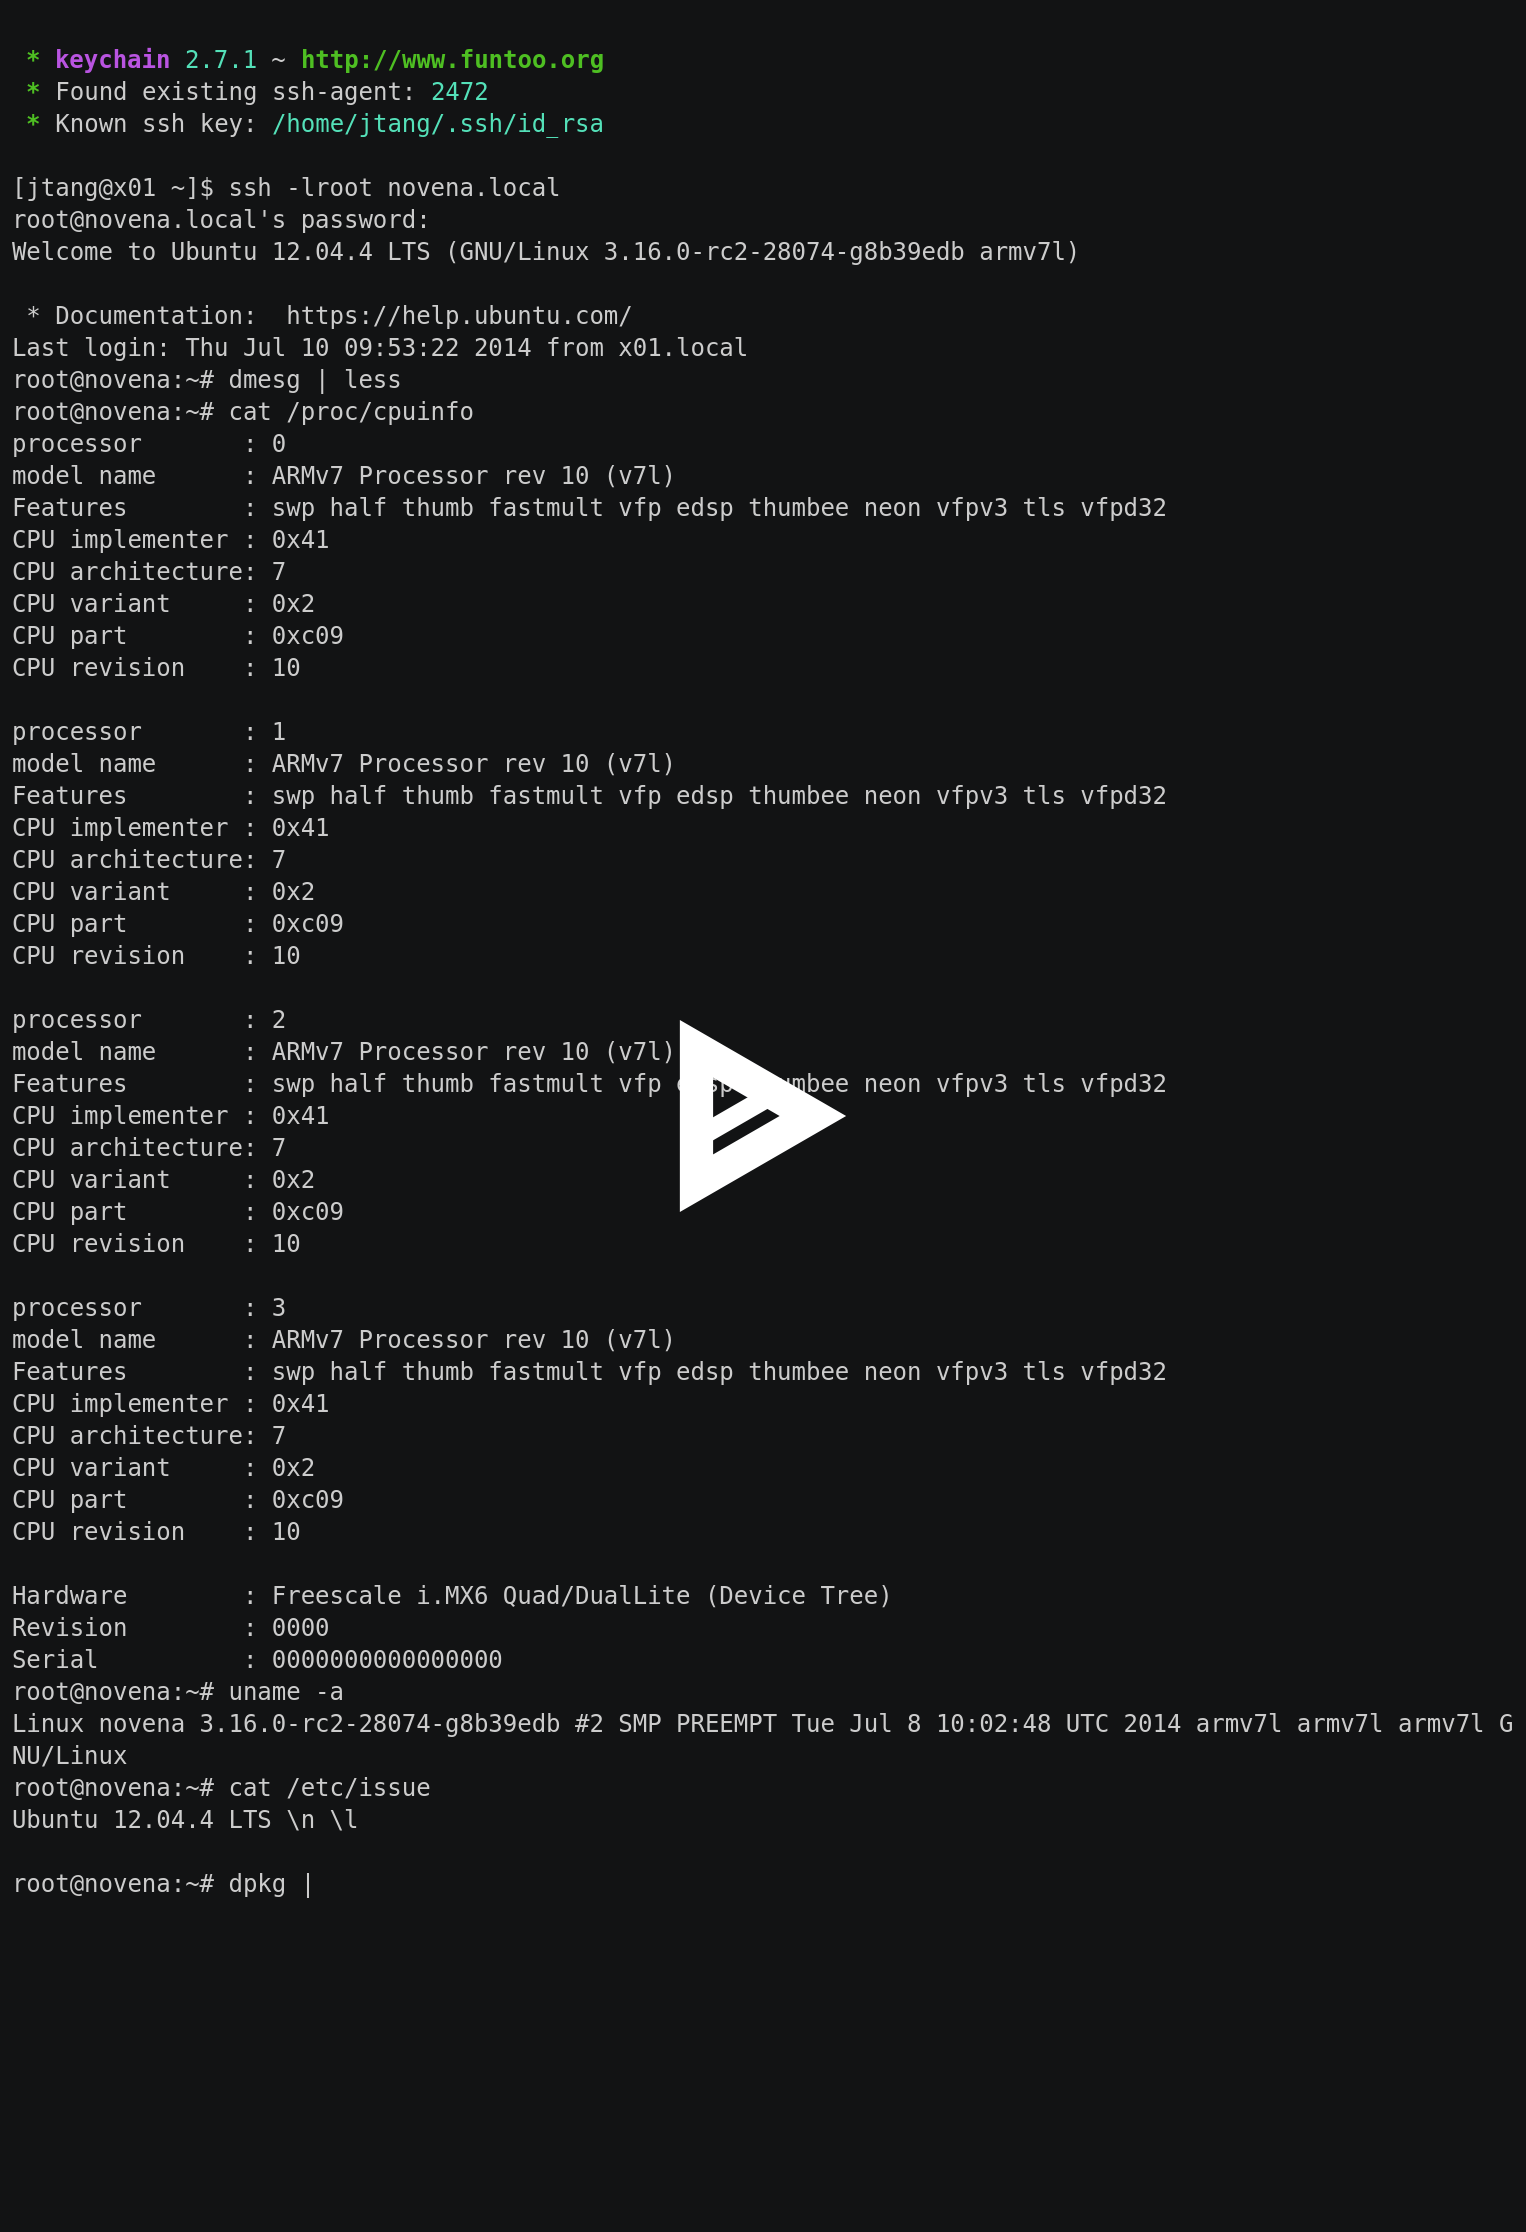 * keychain 2.7.1 ~ http://www.funtoo.org
* Found existing ssh-agent: 2472
* Known ssh key: /home/jtang/.ssh/id_rsa
[jtang@x01 ~]$ ssh -lroot novena.local
root@novena.local's password:
Welcome to Ubuntu 12.04.4 LTS (GNU/Linux 3.16.0-rc2-28074-g8b39edb armv7l)
* Documentation:  https://help.ubuntu.com/
Last login: Thu Jul 10 09:53:22 2014 from x01.local
root@novena:~# dmesg | less
root@novena:~# cat /proc/cpuinfo
processor       : 0
model name      : ARMv7 Processor rev 10 (v7l)
Features        : swp half thumb fastmult vfp edsp thumbee neon vfpv3 tls vfpd32
CPU implementer : 0x41
CPU architecture: 7
CPU variant     : 0x2
CPU part        : 0xc09
CPU revision    : 10
processor       : 1
model name      : ARMv7 Processor rev 10 (v7l)
Features        : swp half thumb fastmult vfp edsp thumbee neon vfpv3 tls vfpd32
CPU implementer : 0x41
CPU architecture: 7
CPU variant     : 0x2
CPU part        : 0xc09
CPU revision    : 10
processor       : 2
model name      : ARMv7 Processor rev 10 (v7l)
Features        : swp half thumb fastmult vfp neon vfpv3 tls vfpd32
CPU implementer : 0x41
CPU architecture: 7
CPU variant     : 0x2
CPU part        : 0xc09
CPU revision    : 10
processor       : 3
model name      : ARMv7 Processor rev 10 (v7l)
Features        : swp half thumb fastmult vfp edsp thumbee neon vfpv3 tls vfpd32
CPU implementer : 0x41
CPU architecture: 7
CPU variant     : 0x2
CPU part        : 0xc09
CPU revision    : 10
Hardware        : Freescale i.MX6 Quad/DualLite (Device Tree)
Revision        : 0000
Serial          : 0000000000000000
root@novena:~# uname -a
Linux novena 3.16.0-rc2-28074-g8b39edb #2 SMP PREEMPT Tue Jul 8 10:02:48 UTC 2014 armv7l armv7l armv7l G
NU/Linux
root@novena:~# cat /etc/issue
Ubuntu 12.04.4 LTS \n \l
root@novena:~# dpkg |